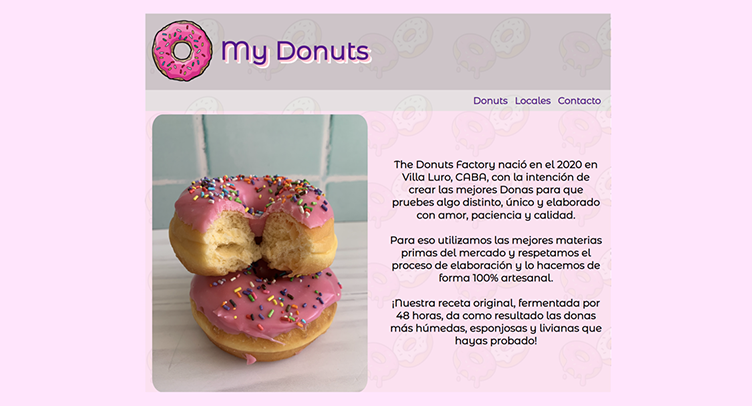 My Donuts
Donuts Locales Contacto
The Donuts Factory nació en el 2020 en
Villa Luro, CABA, con la intención de
crear las mejores Donas para que
pruebes algo distinto, único y elaborado
con amor, paciencia y calidad.
Para eso utilizamos las mejores materias
primas del mercado y respetamos el
proceso de elaboración y lo hacemos de
forma 100% artesanal.
¡Nuestra receta original, fermentada por
48 horas, da como resultado las donas
más húmedas, esponjosas y livianas que
hayas probado!